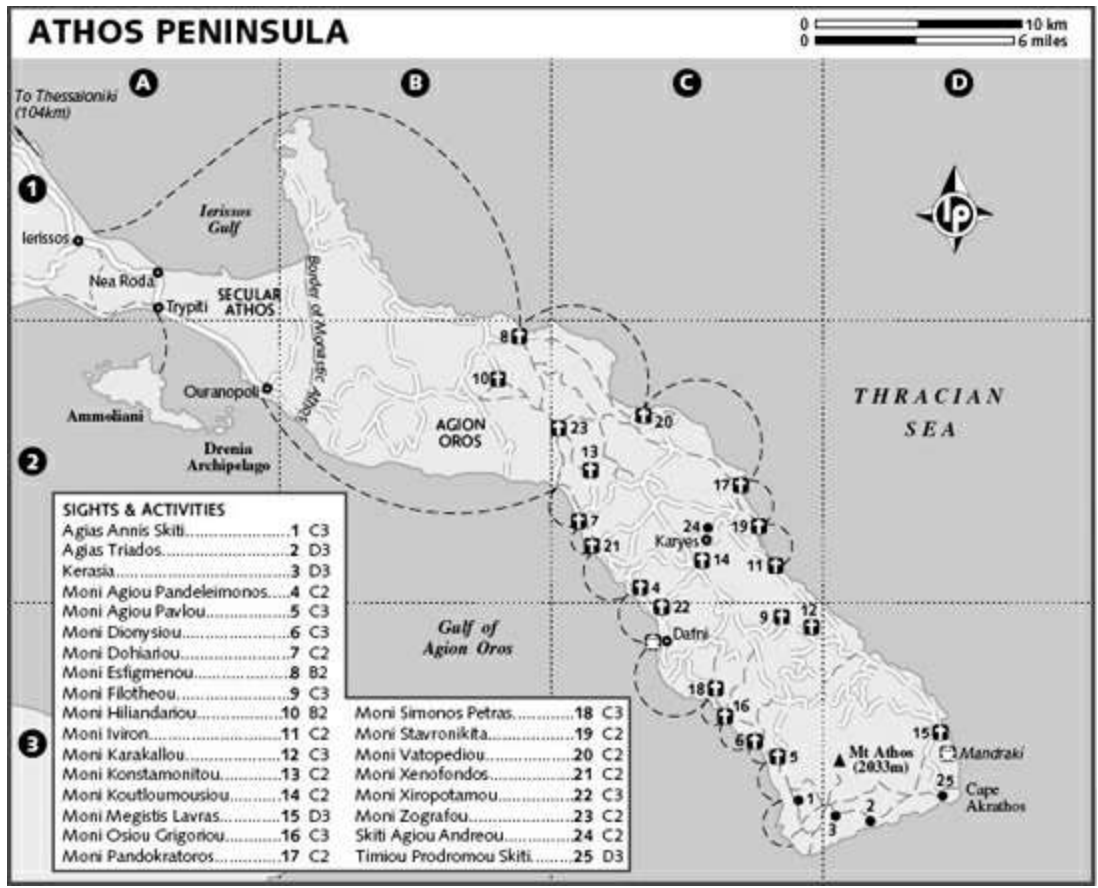 ATHOS PENINSULA
0 10 km
0 6 miles
A
B
C
D
To Thessaloniki
(104km)
1
Ierissos
Gulf
lp
Ierissos
Nea Roda
SECULAR
ATHOS
Border of Monastic Athos
Trypiti
8
10
Ouranopoli
Ammoliani
Drenia
Archipelago
AGION
OROS
20
23
13
THRACIAN
SEA
2
17
7
24
19
Karyes
21
14
11
4
22
9
12
Gulf of
Agion Oros
Dafni
18
16
6
5
Mt Athos
(2033m)
15
Mandraki
25
Cape
Akrathos
1
3
2
3
SIGHTS & ACTIVITIES
Agias Annis Skiti 1 C3
Agias Triados 2 D3
Kerasia 3 D3
Moni Agiou Pandeleimonos 4 C2
Moni Agiou Pavlou 5 C3
Moni Dionysiou 6 C3
Moni Dohiariou 7 C2
Moni Esfigmenou 8 B2
Moni Filotheou 9 C3
Moni Hiliandariou 10 B2
Moni Iviron 11 C2
Moni Karakallou 12 C3
Moni Konstamonitou 13 C2
Moni Koutloumousiou 14 C2
Moni Megistis Lavras 15 D3
Moni Osiou Grigoriou 16 C3
Moni Pandokratoros 17 C2
Moni Simonos Petras 18 C3
Moni Stavronikita 19 C2
Moni Vatopediou 20 C2
Moni Xenofondos 21 C2
Moni Xiropotamou 22 C3
Moni Zografou 23 C2
Skiti Agiou Andreou 24 C2
Timiou Prodromou Skiti 25 D3